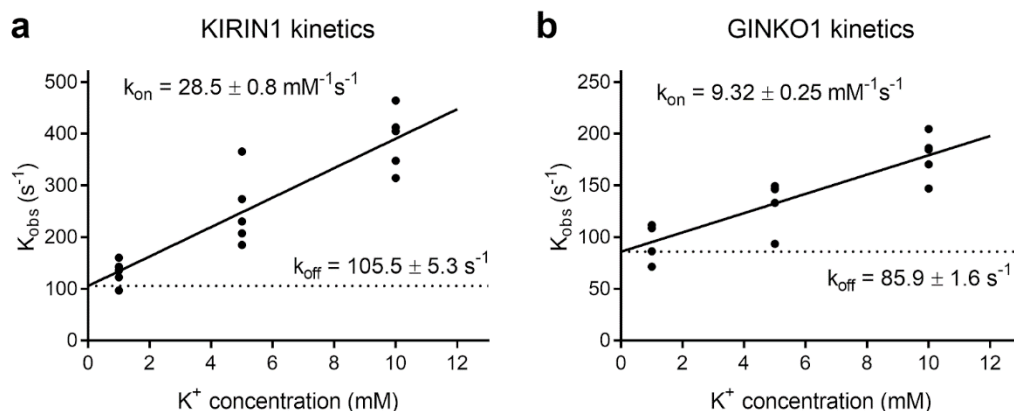 a
KIRIN1 kinetics
500
400
300
200
100
0
K_obs (s⁻¹)
k_on = 28.5 ± 0.8 mM⁻¹s⁻¹
k_off = 105.5 ± 5.3 s⁻¹
0 2 4 6 8 10 12
K⁺ concentration (mM)
b
GINKO1 kinetics
250
200
150
100
50
0
K_obs (s⁻¹)
k_on = 9.32 ± 0.25 mM⁻¹s⁻¹
k_off = 85.9 ± 1.6 s⁻¹
0 2 4 6 8 10 12
K⁺ concentration (mM)